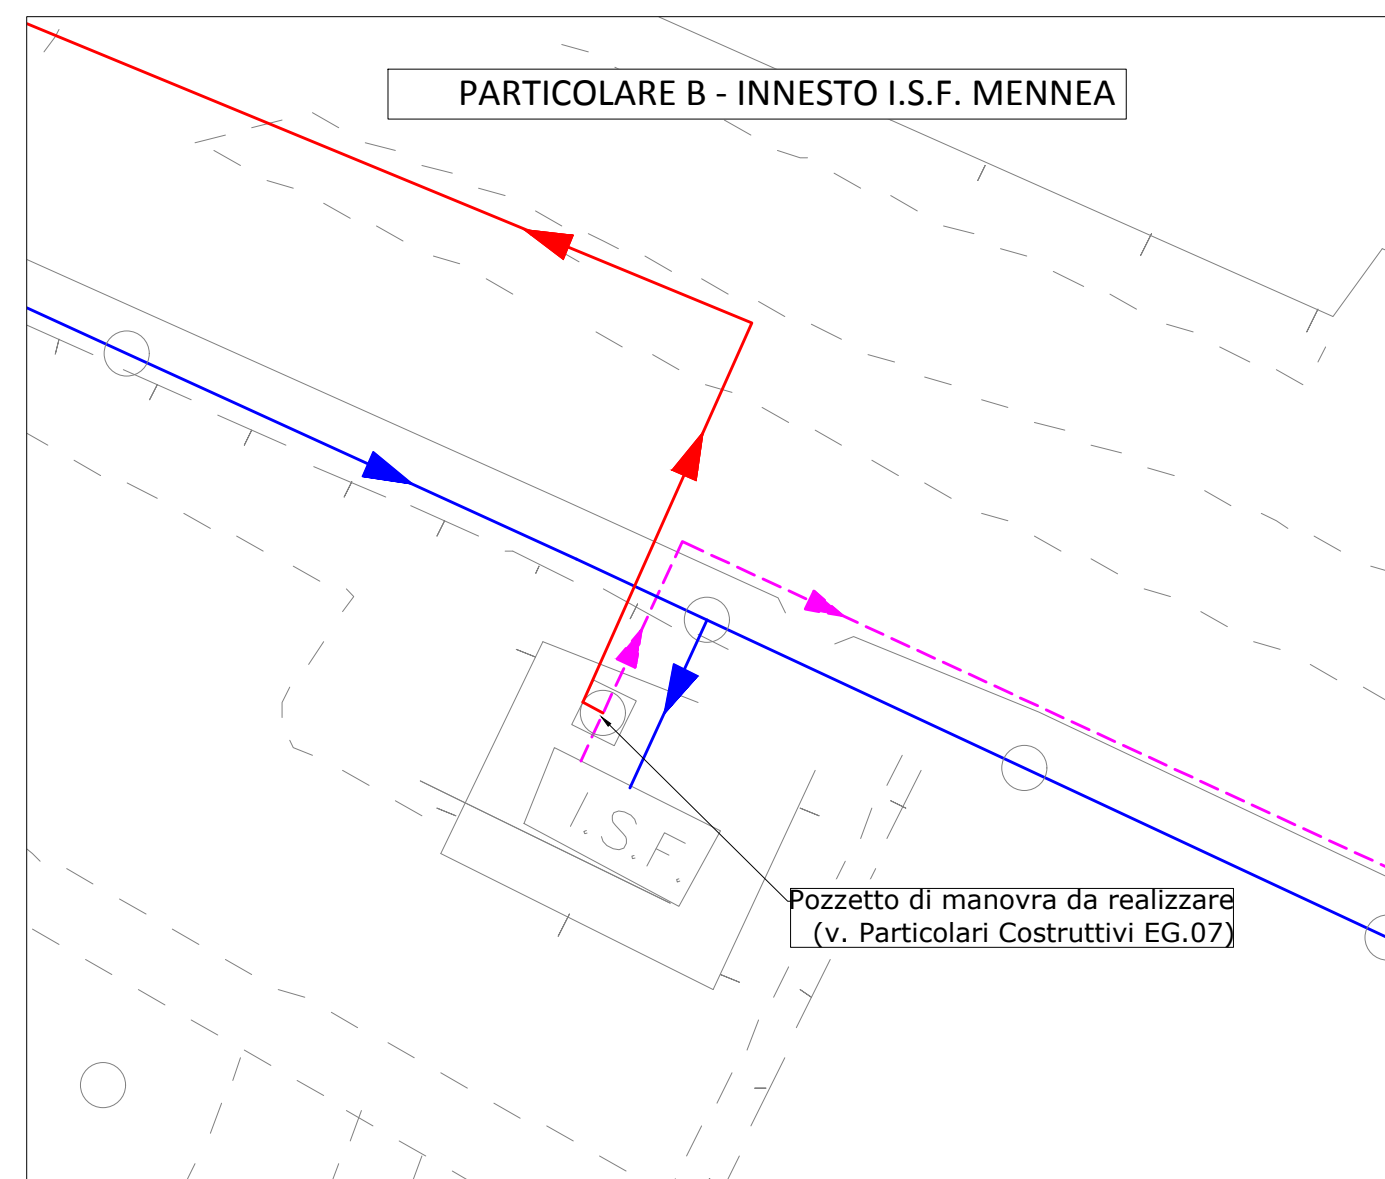 PARTICOLARE B - INNESTO I.S.F. MENNEA
I.S.F.
Pozzetto di manovra da realizzare
(v. Particolari Costruttivi EG.07)